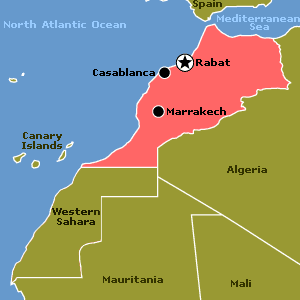 Spain
North Atlantic Ocean
Mediterranean
Sea
Rabat
Casablanca
Marrakech
Canary
Islands
Algeria
Western
Sahara
Mauritania
Mali